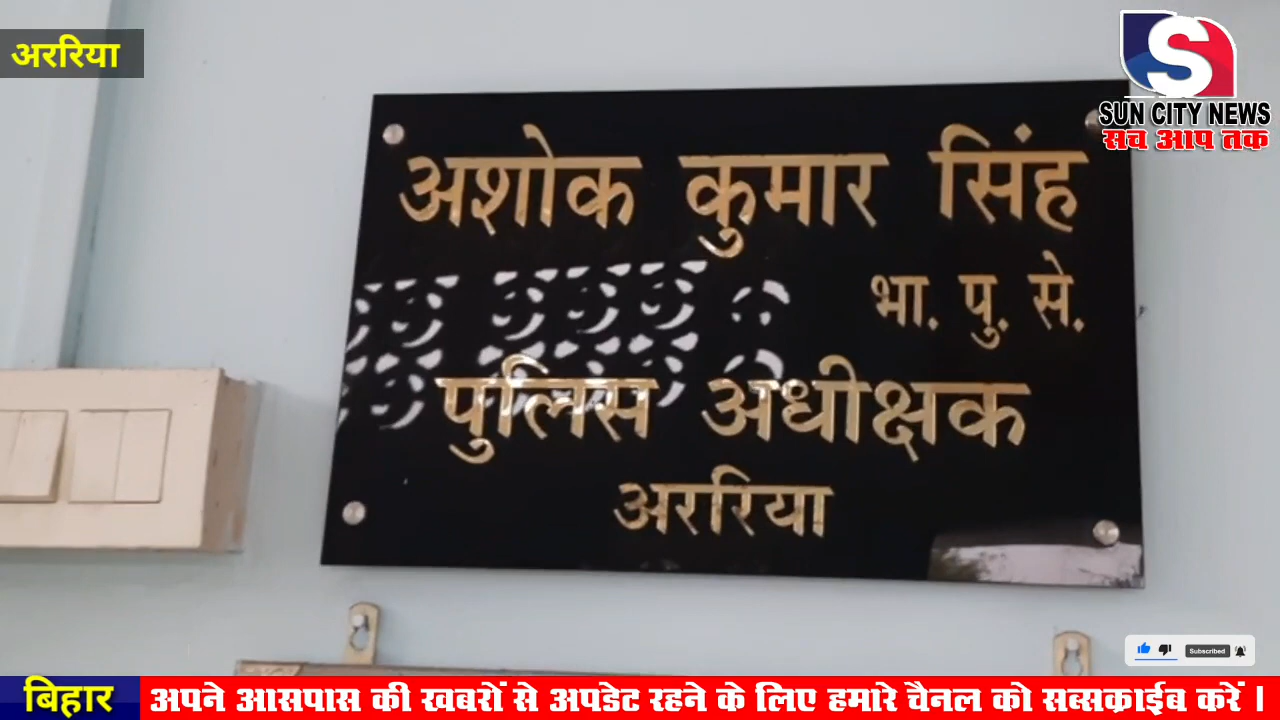 अररिया
S
SUN CITY NEWS
सच आप तक
अशोक कुमार सिंह
भा. पु. से.
पुलिस अधीक्षक
अररिया
Subscribed
बिहार
अपने आसपास की खबरों से अपडेट रहने के लिए हमारे चैनल को सब्सक्राईब करें |